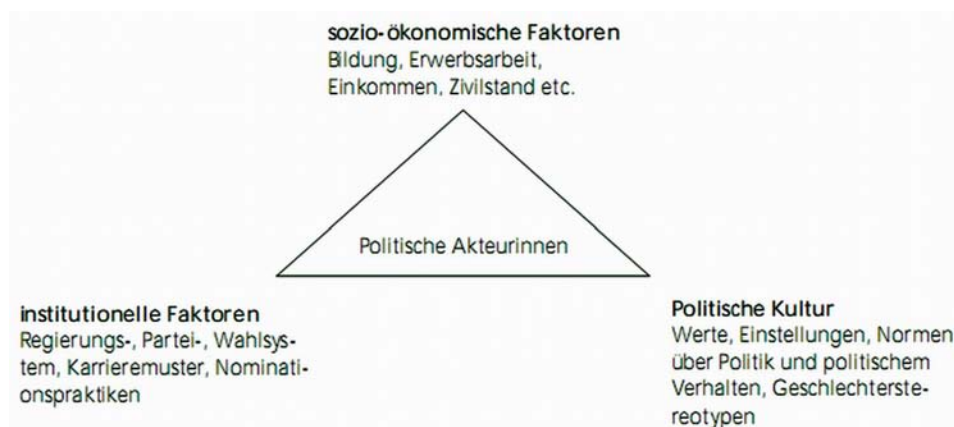 sozio-ökonomische Faktoren
Bildung, Erwerbsarbeit,
Einkommen, Zivilstand etc.
Politische Akteurinnen
institutionelle Faktoren
Regierungs-, Partei-, Wahlsys-
tem, Karrieremuster, Nominati-
onspraktiken
Politische Kultur
Werte, Einstellungen, Normen
über Politik und politischem
Verhalten, Geschlechterste-
reotypen